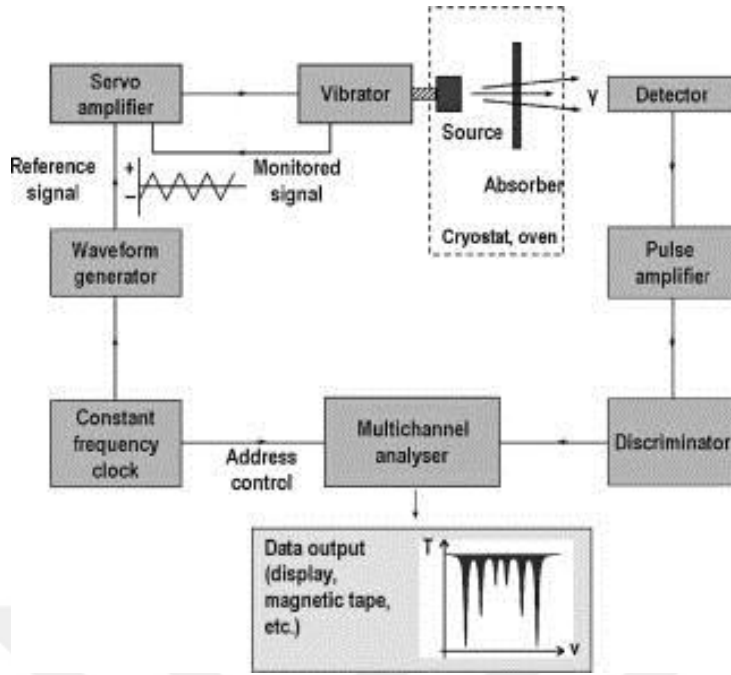 Servo
amplifier
Vibrator
Source
Absorber
γ
Detector
Reference
signal
+
−
Monitored
signal
Cryostat, oven
Waveform
generator
Pulse
amplifier
Constant
frequency
clock
Address
control
Multichannel
analyser
Discriminator
Data output
(display,
magnetic tape,
etc.)
T
v